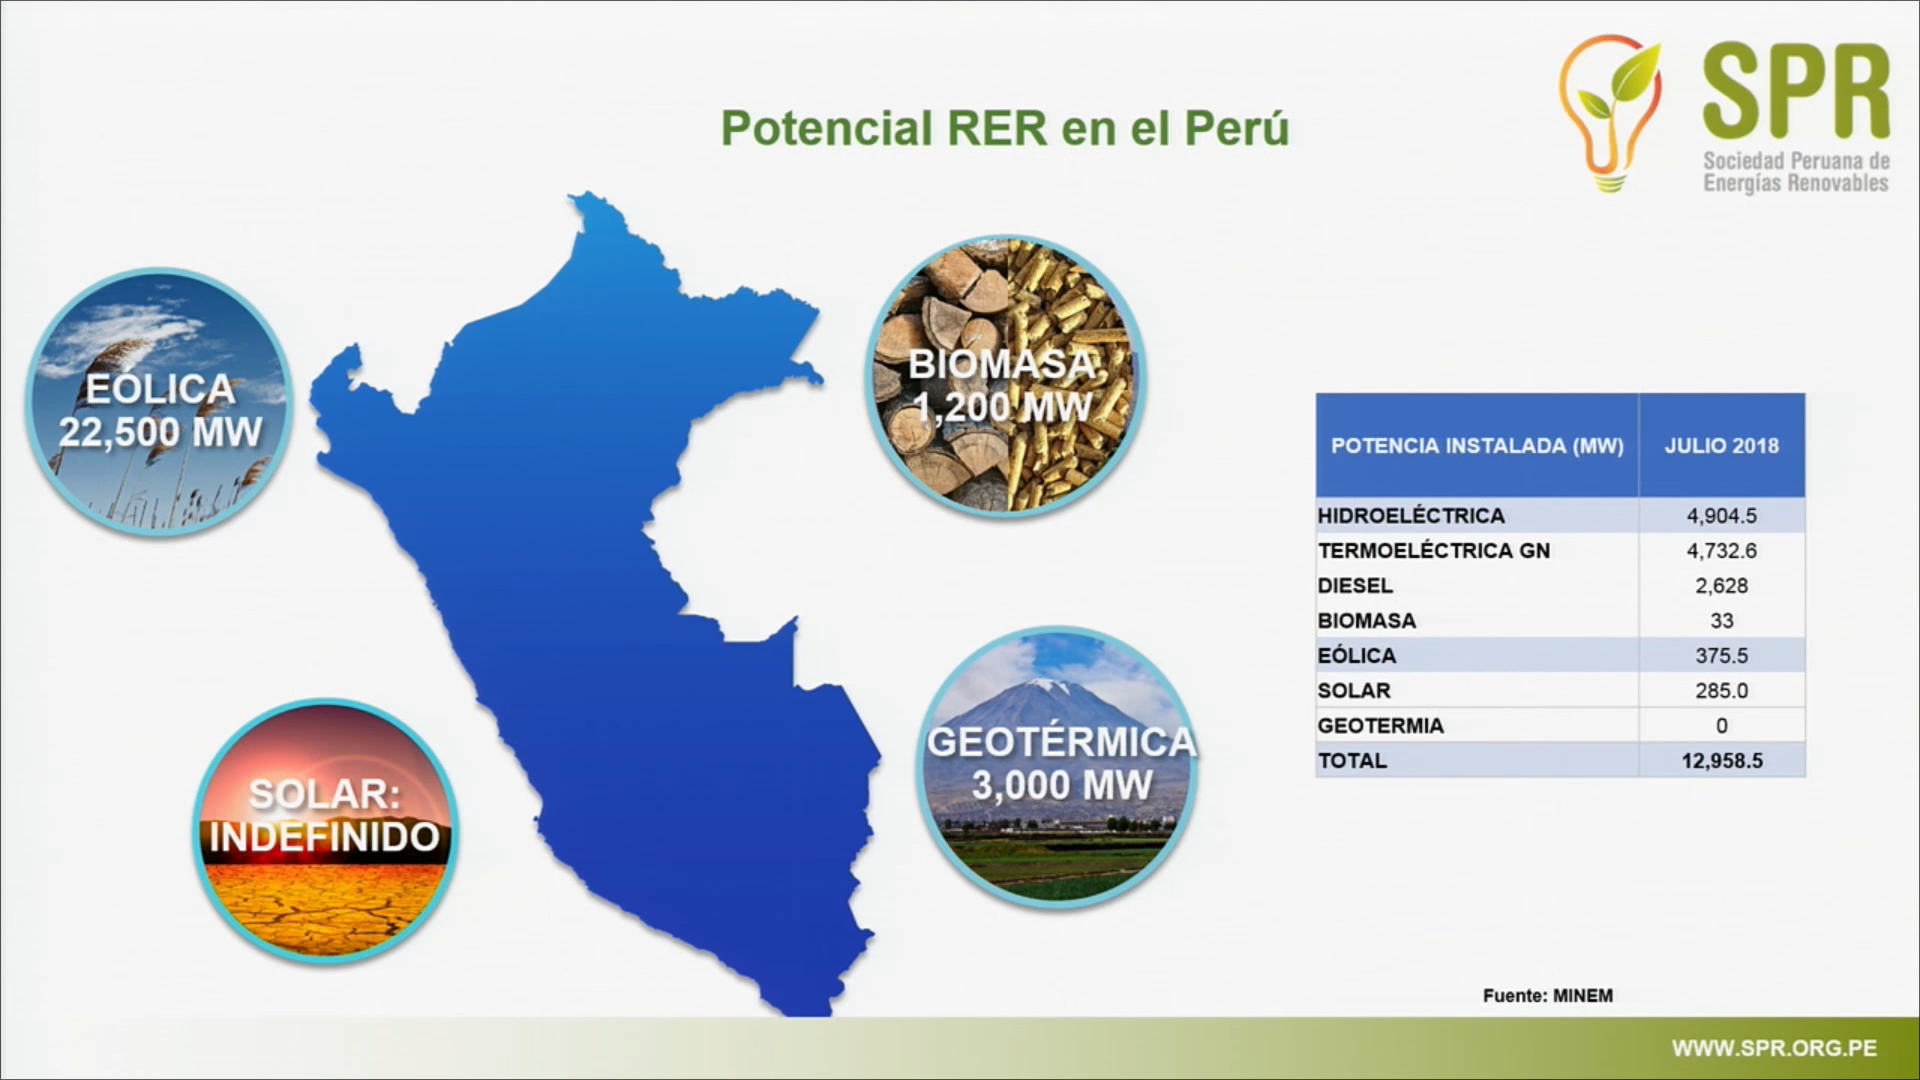 Potencial RER en el Perú
SPR
Sociedad Peruana de
Energías Renovables
EÓLICA
22,500 MW
BIOMASA
1,200 MW
SOLAR:
INDEFINIDO
GEOTÉRMICA
3,000 MW
POTENCIA INSTALADA (MW) JULIO 2018
HIDROELÉCTRICA 4,904.5
TERMOELÉCTRICA GN 4,732.6
DIESEL 2,628
BIOMASA 33
EÓLICA 375.5
SOLAR 285.0
GEOTERMIA 0
TOTAL 12,958.5
Fuente: MINEM
WWW.SPR.ORG.PE